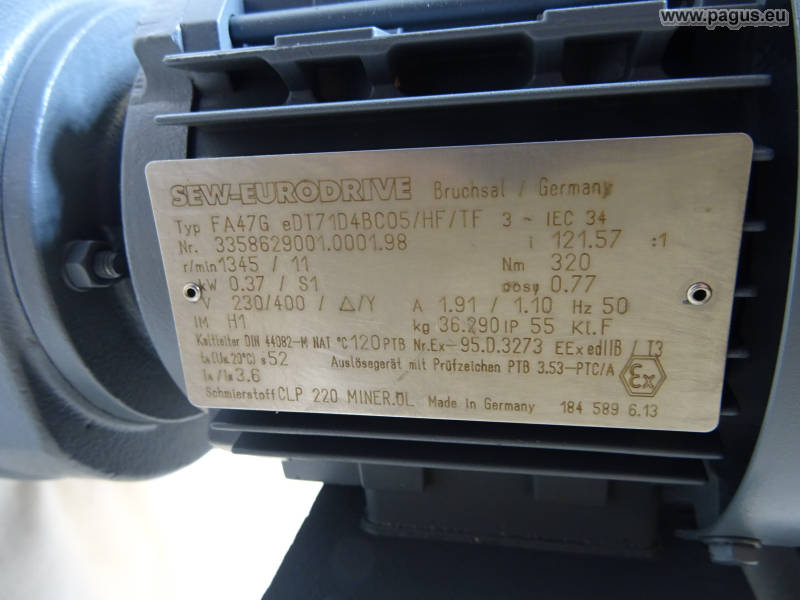 www.pagus.eu
SEW-EURODRIVE Bruchsal / Germany
Typ FA47G eDT71D4BC05/HF/TF 3 ~ IEC 34
Nr. 3358629001.0001.98 i 121.57 :1
r/min 1345 / 11 Nm 320
kW 0.37 / S1 cosφ 0.77
V 230/400 / △/Y A 1.91 / 1.10 Hz 50
IM H1 kg 36.290 IP 55 Kl.F
Kaltleiter DIN 44082-M NAT °C 120 PTB Nr.Ex-95.D.3273 EEx edIIB / T3
tₐ(Uₑ,20°C) s 52 Auslösegerät mit Prüfzeichen PTB 3.53-PTC/A
Iₐ/Iₙ 3.6 Ex
Schmierstoff CLP 220 MINER.ÖL Made in Germany 184 589 6.13